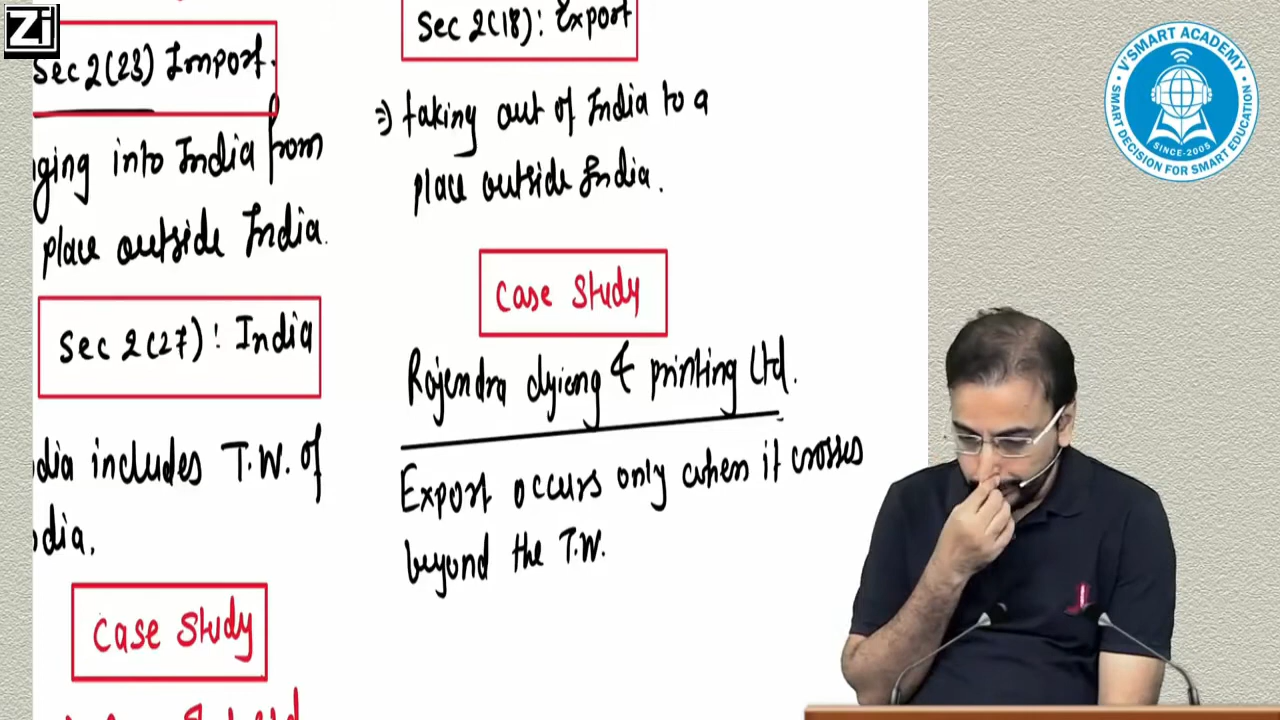 Zi
Sec 2(23) Import.
ging into India from
place outside India.
Sec 2(27): India
dia includes T.W. of
dia.
Case Study
Sec 2(18): Export
⇒ taking out of India to a
place outside India.
Case Study
Rajendra dyieng & printing Ltd.
Export occurs only when it crosses
beyond the T.W.
V'SMART ACADEMY
SINCE-2005
SMART DECISION FOR SMART EDUCATION